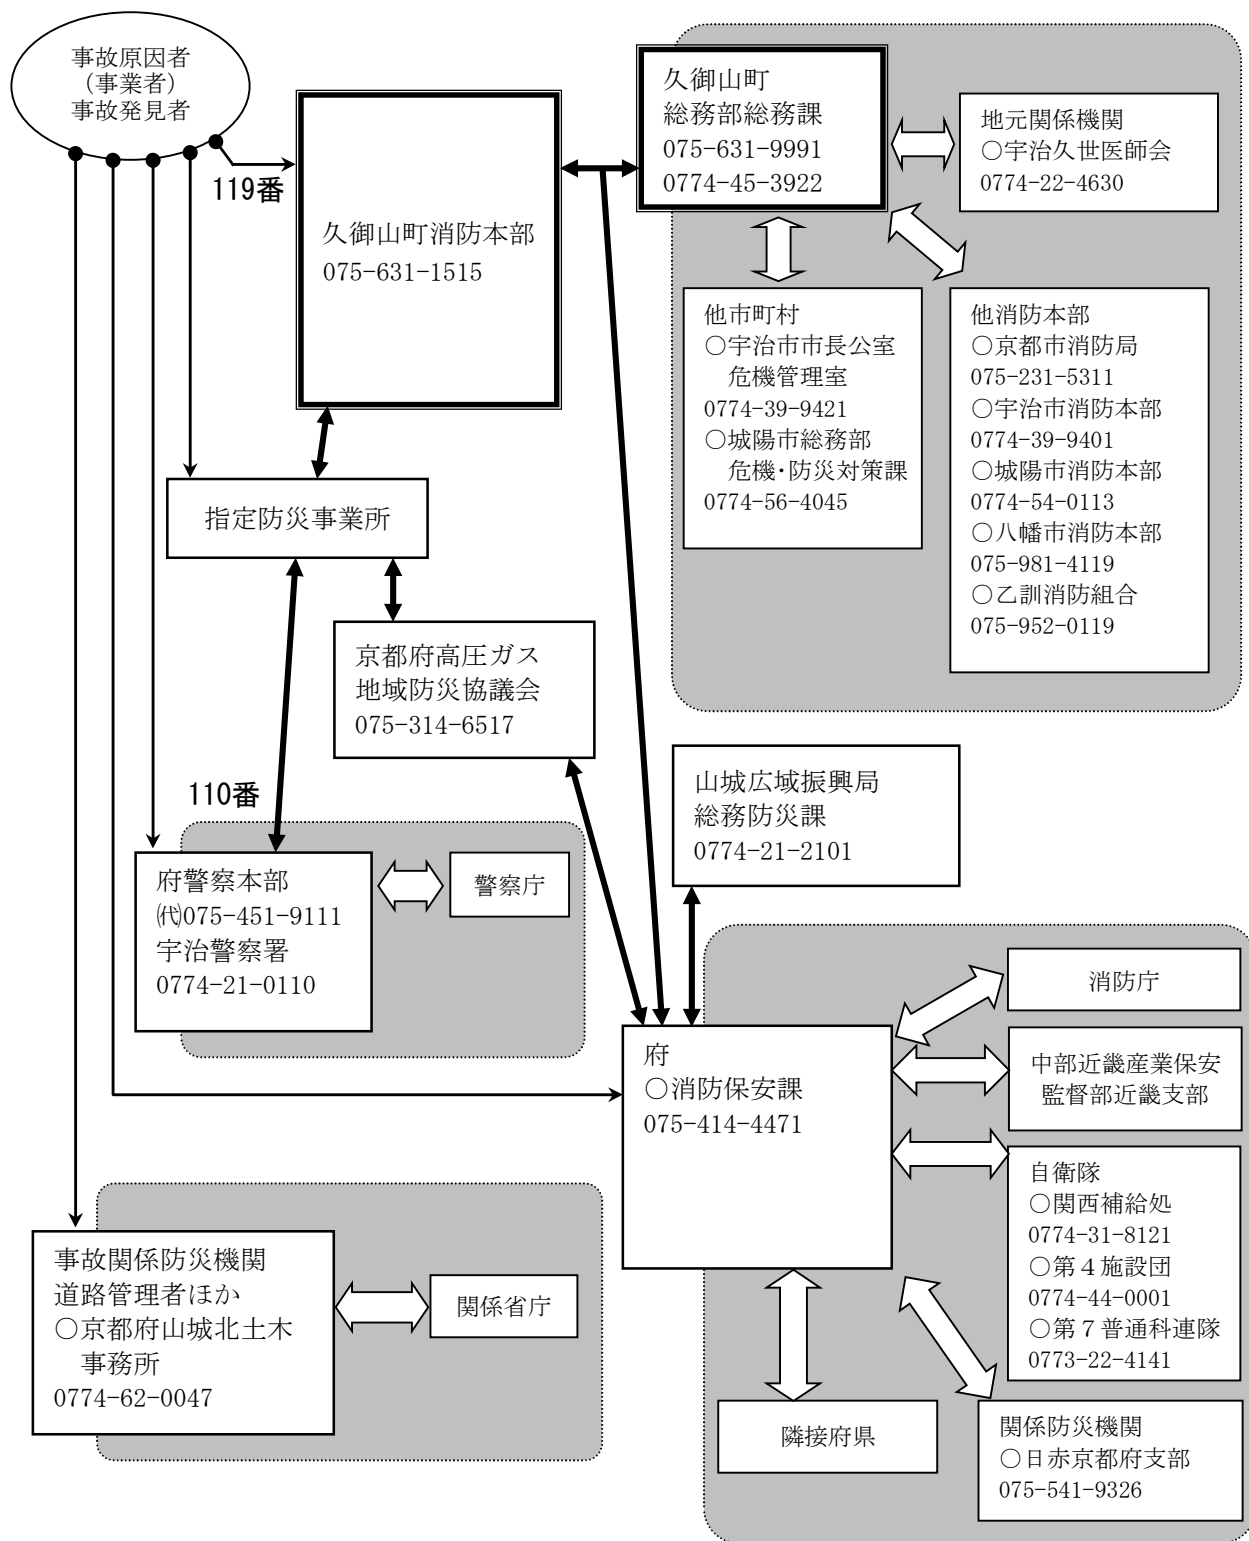 事故原因者
(事業者)
事故発見者
119番
久御山町消防本部
075-631-1515
久御山町
総務部総務課
075-631-9991
0774-45-3922
地元関係機関
○宇治久世医師会
0774-22-4630
他市町村
○宇治市市長公室
危機管理室
0774-39-9421
○城陽市総務部
危機・防災対策課
0774-56-4045
他消防本部
○京都市消防局
075-231-5311
○宇治市消防本部
0774-39-9401
○城陽市消防本部
0774-54-0113
○八幡市消防本部
075-981-4119
○乙訓消防組合
075-952-0119
指定防災事業所
京都府高圧ガス
地域防災協議会
075-314-6517
山城広域振興局
総務防災課
0774-21-2101
110番
府警察本部
㈹075-451-9111
宇治警察署
0774-21-0110
警察庁
府
○消防保安課
075-414-4471
消防庁
中部近畿産業保安
監督部近畿支部
自衛隊
○関西補給処
0774-31-8121
○第4施設団
0774-44-0001
○第7普通科連隊
0773-22-4141
事故関係防災機関
道路管理者ほか
○京都府山城北土木
事務所
0774-62-0047
関係省庁
隣接府県
関係防災機関
○日赤京都府支部
075-541-9326